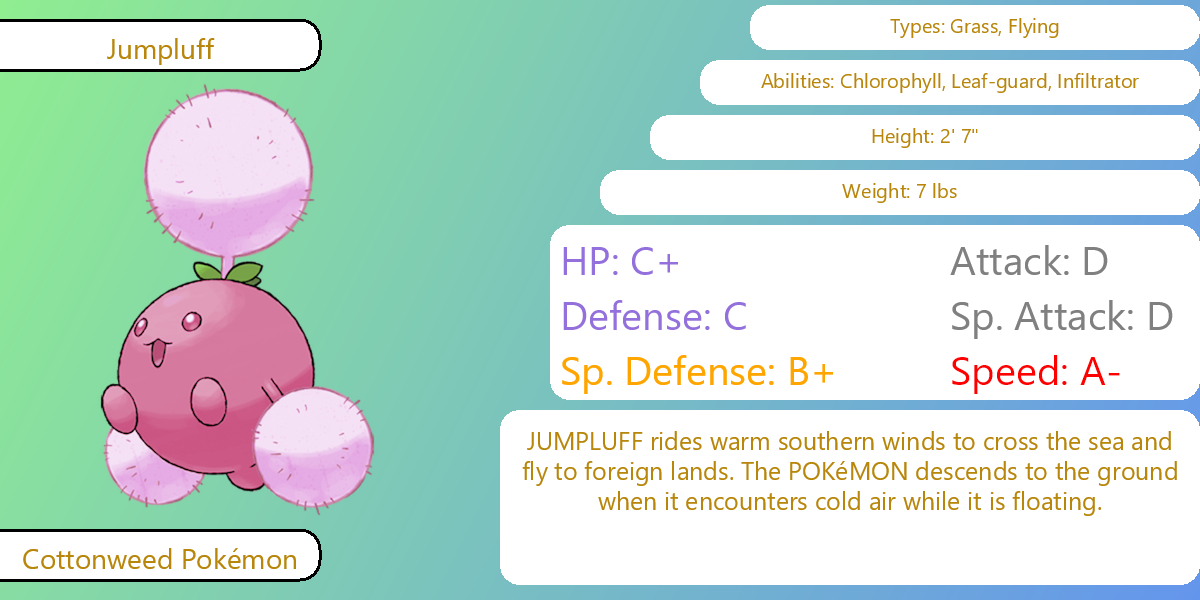 Jumpluff
Types: Grass, Flying
Abilities: Chlorophyll, Leaf-guard, Infiltrator
Height: 2' 7"
Weight: 7 lbs
HP: C+ Attack: D
Defense: C Sp. Attack: D
Sp. Defense: B+ Speed: A-
JUMPLUFF rides warm southern winds to cross the sea and
fly to foreign lands. The POKéMON descends to the ground
when it encounters cold air while it is floating.
Cottonweed Pokémon